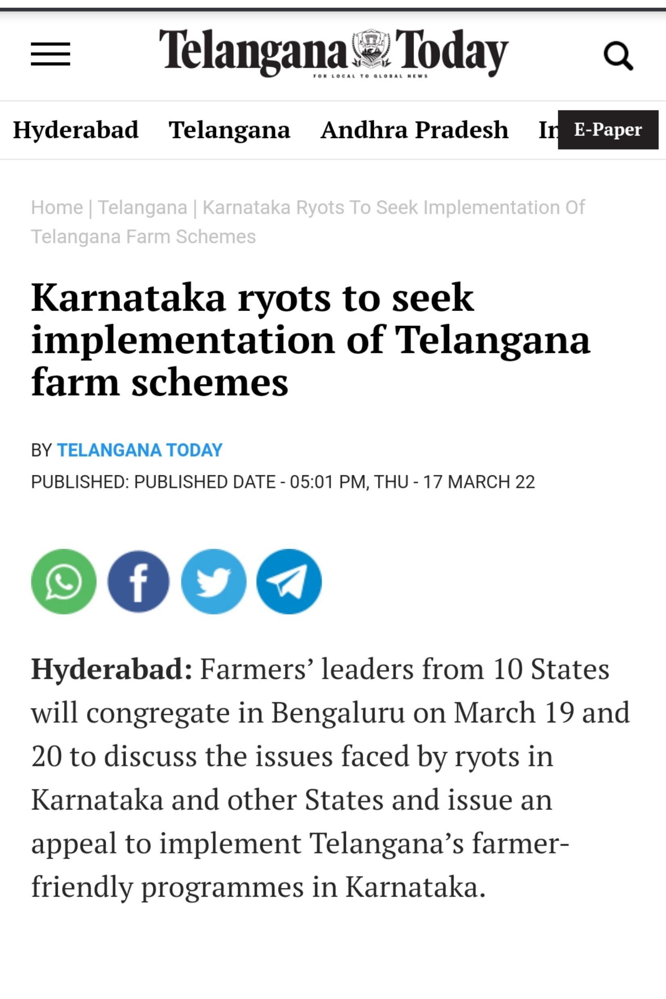 Telangana Today
FOR LOCAL TO GLOBAL NEWS
Hyderabad Telangana Andhra Pradesh In E-Paper
Home | Telangana | Karnataka Ryots To Seek Implementation Of
Telangana Farm Schemes
Karnataka ryots to seek
implementation of Telangana
farm schemes
BY TELANGANA TODAY
PUBLISHED: PUBLISHED DATE - 05:01 PM, THU - 17 MARCH 22
Hyderabad: Farmers’ leaders from 10 States
will congregate in Bengaluru on March 19 and
20 to discuss the issues faced by ryots in
Karnataka and other States and issue an
appeal to implement Telangana’s farmer-
friendly programmes in Karnataka.